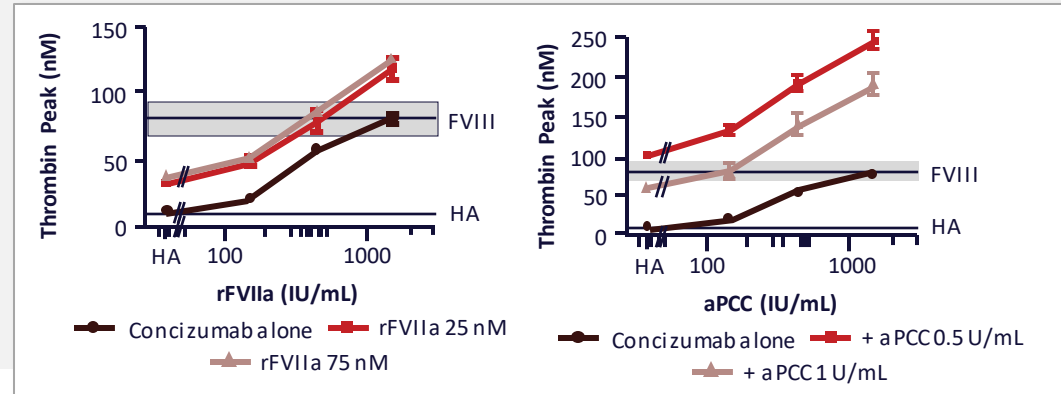 Thrombin Peak (nM)
150
100
50
0
FVIII
HA
HA 100 1000
rFVIIa (IU/mL)
Concizumab alone rFVIIa 25 nM
rFVIIa 75 nM
Thrombin Peak (nM)
250
200
150
100
50
0
FVIII
HA
HA 100 1000
aPCC (IU/mL)
Concizumab alone + aPCC 0.5 U/mL
+ aPCC 1 U/mL